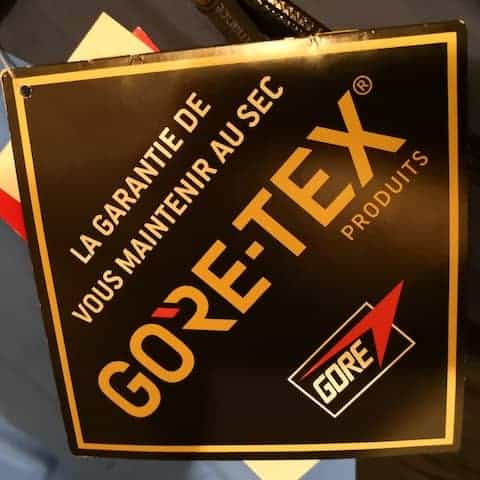 LA GARANTIE DE
VOUS MAINTENIR AU SEC
GORE-TEX®
PRODUITS
GORE